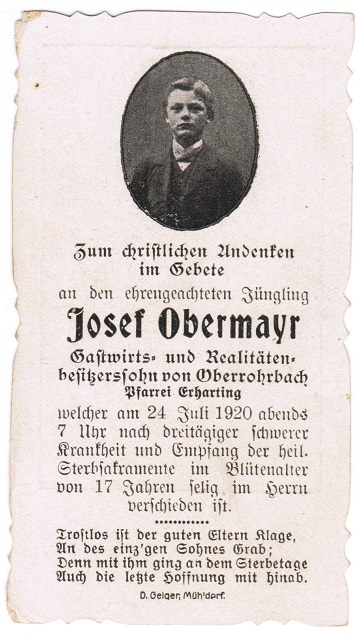 Zum christlichen Andenken
im Gebete
an den ehrengeachteten Jüngling
Josef Obermayr
Gastwirts- und Realitäten-
besitzerssohn von Oberrohrbach
Pfarrei Erharting
welcher am 24 Juli 1920 abends
7 Uhr nach dreitägiger schwerer
Krankheit und Empfang der heil.
Sterbsakramente im Blütenalter
von 17 Jahren selig im Herrn
verschieden ist.
Trostlos ist der guten Eltern Klage,
An des einz'gen Sohnes Grab;
Denn mit ihm ging an dem Sterbetage
Auch die letzte Hoffnung mit hinab.
D. Geiger, Mühldorf.